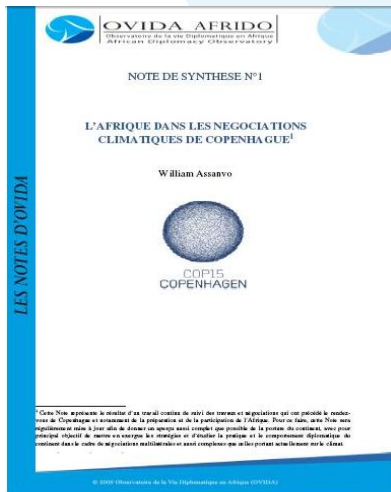 OVIDA AFRIDO
Observatoire de la vie Diplomatique en Afrique
African Diplomacy Observatory
NOTE DE SYNTHESE N°1
L'AFRIQUE DANS LES NEGOCIATIONS
CLIMATIQUES DE COPENHAGUE¹
William Assanvo
LES NOTES D'OVIDA
COP15
COPENHAGEN
¹ Cette Note représente le résultat d'un travail continu de suivi des travaux et négociations qui ont précédé le rendez-
vous de Copenhague et notamment de la préparation et de la participation de l'Afrique. Pour ce faire, cette Note sera
régulièrement mise à jour afin de donner un aperçu aussi complet que possible de la posture du continent, avec pour
principal objectif de mettre en exergue les stratégies et d'étudier la pratique et le comportement diplomatique du
continent dans le cadre de négociations multilatérales et aussi complexes que celles portant actuellement sur le climat.
© 2009 Observatoire de la Vie Diplomatique en Afrique (OVIDA)